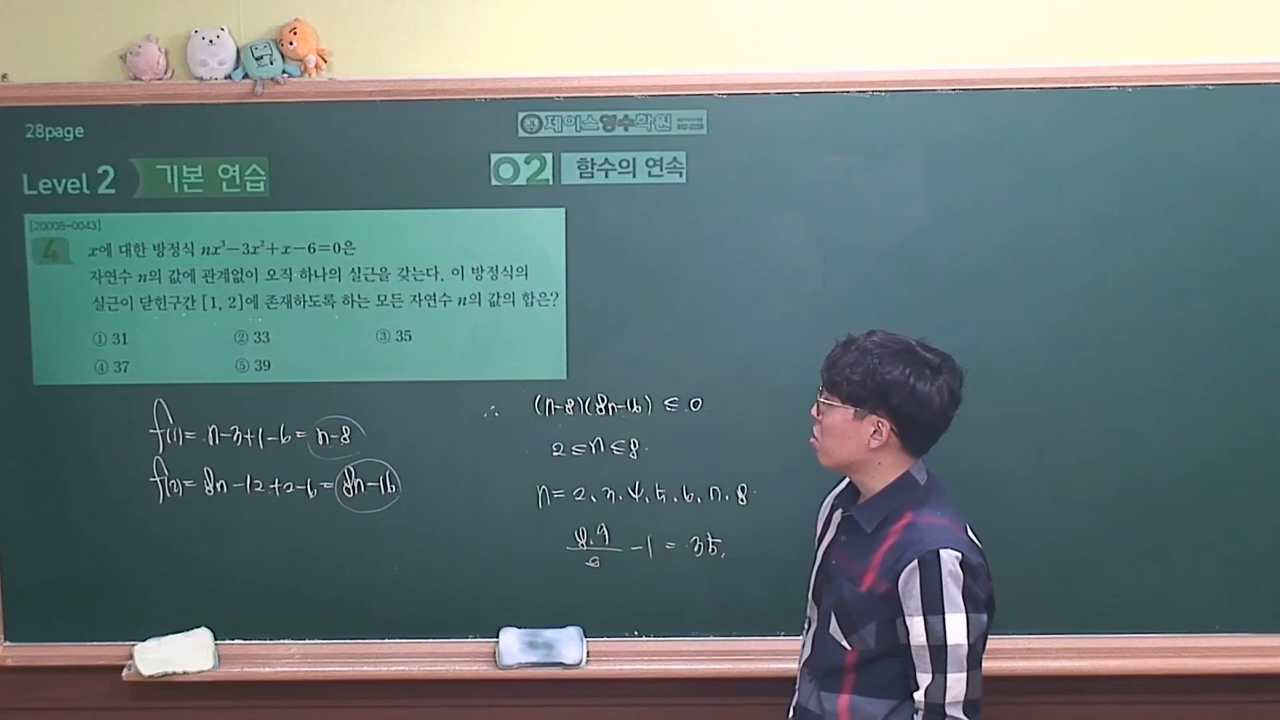 28page
제이스영수학원
Level 2 기본 연습
02 함수의 연속
[20008-0043]
4 x에 대한 방정식 nx³-3x²+x-6=0은
자연수 n의 값에 관계없이 오직 하나의 실근을 갖는다. 이 방정식의
실근이 닫힌구간 [1, 2]에 존재하도록 하는 모든 자연수 n의 값의 합은?
① 31 ② 33 ③ 35
④ 37 ⑤ 39
f(1)= n-3+1-6= n-8
f(2)= 8n-12+2-6= 8n-16
∴ (n-8)(8n-16) ≤ 0
2 ≤ n ≤ 8.
n= 2, 3, 4, 5, 6, 7, 8
8·9/2 -1 = 35.